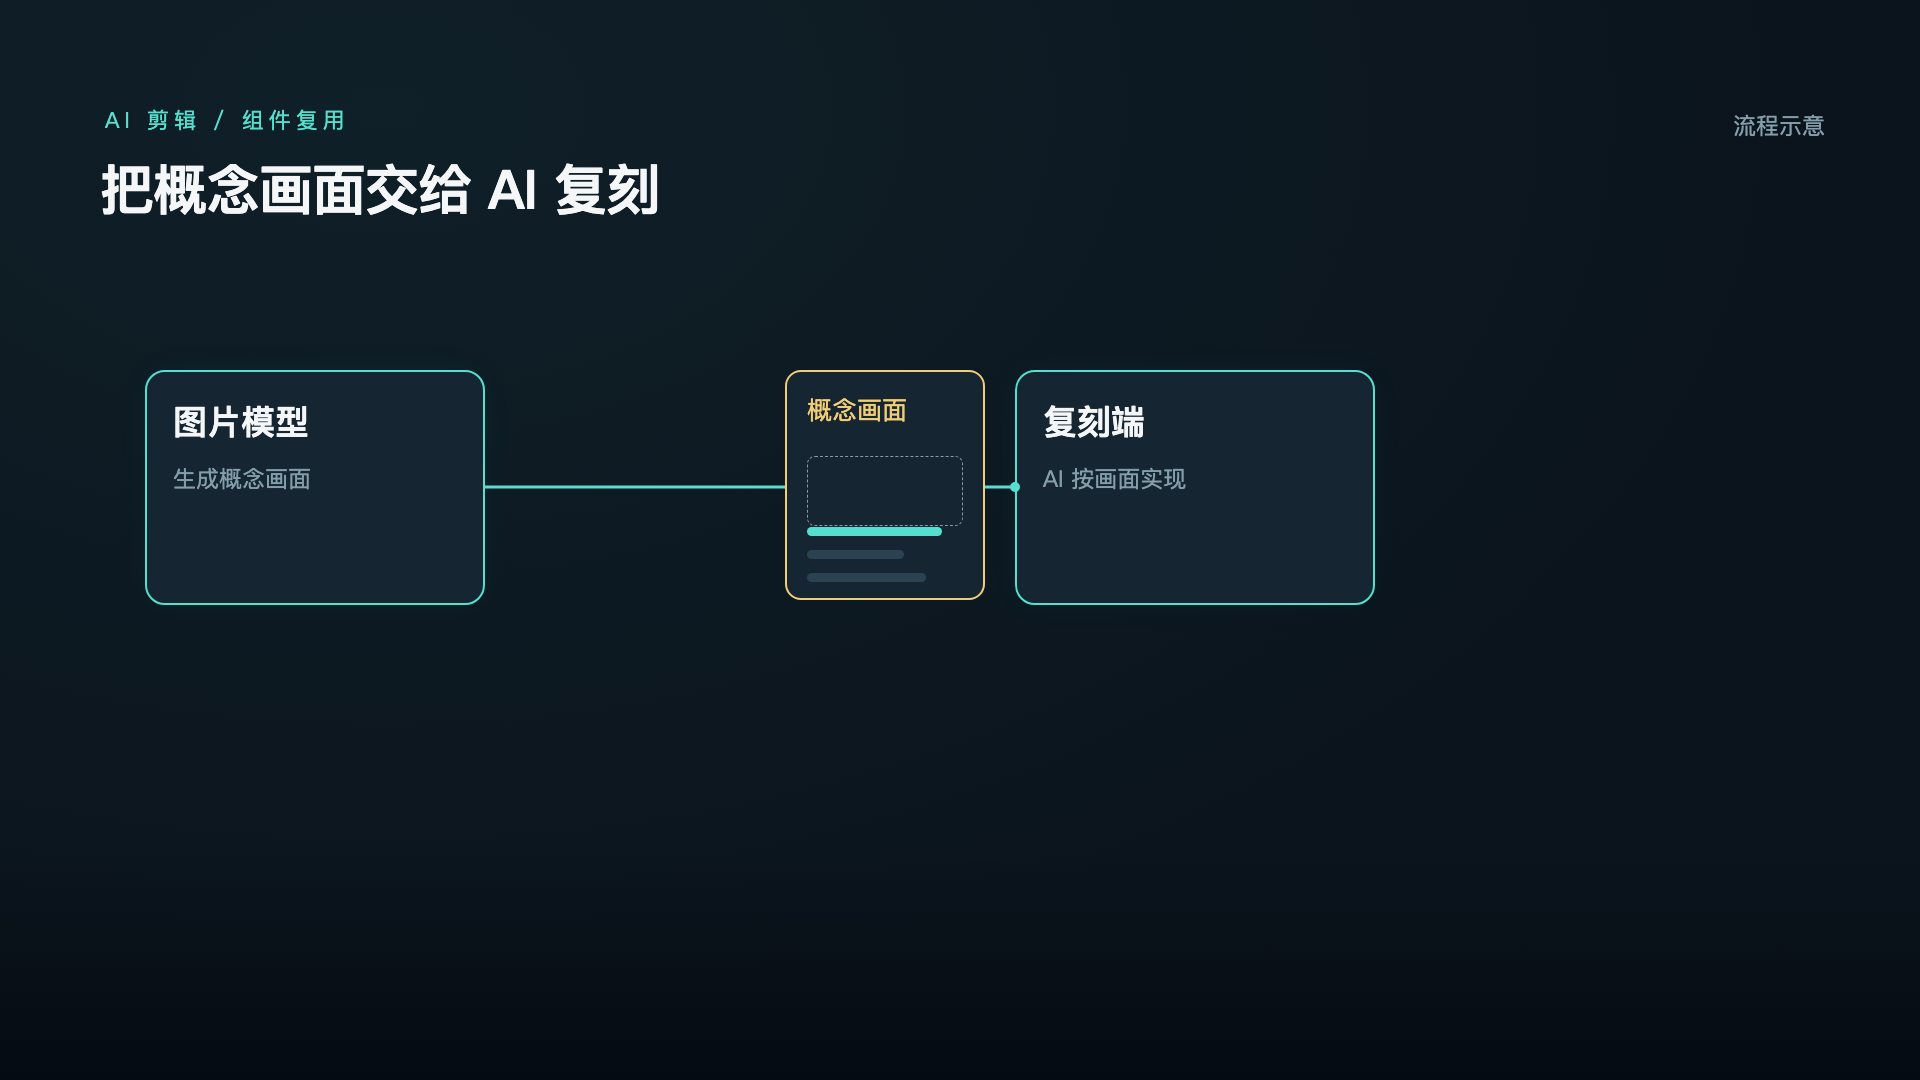 AI 剪辑 / 组件复用
流程示意
把概念画面交给 AI 复刻
图片模型
生成概念画面
概念画面
复刻端
AI 按画面实现